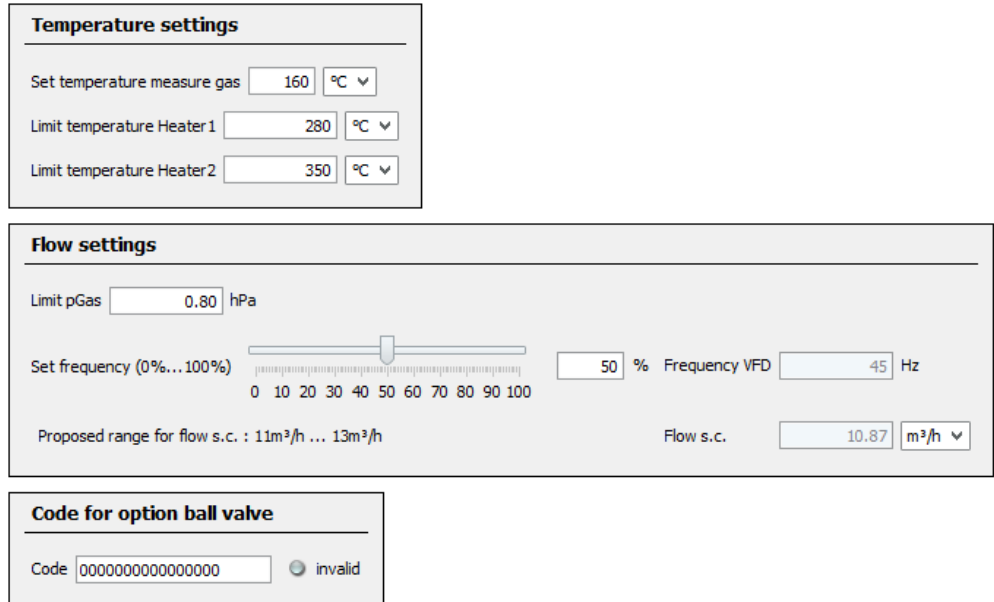 Temperature settings
Set temperature measure gas 160 °C
Limit temperature Heater1 280 °C
Limit temperature Heater2 350 °C
Flow settings
Limit pGas 0.80 hPa
Set frequency (0%...100%) 50 % Frequency VFD 45 Hz
0 10 20 30 40 50 60 70 80 90 100
Proposed range for flow s.c. : 11m³/h ... 13m³/h Flow s.c. 10.87 m³/h
Code for option ball valve
Code 0000000000000000 invalid